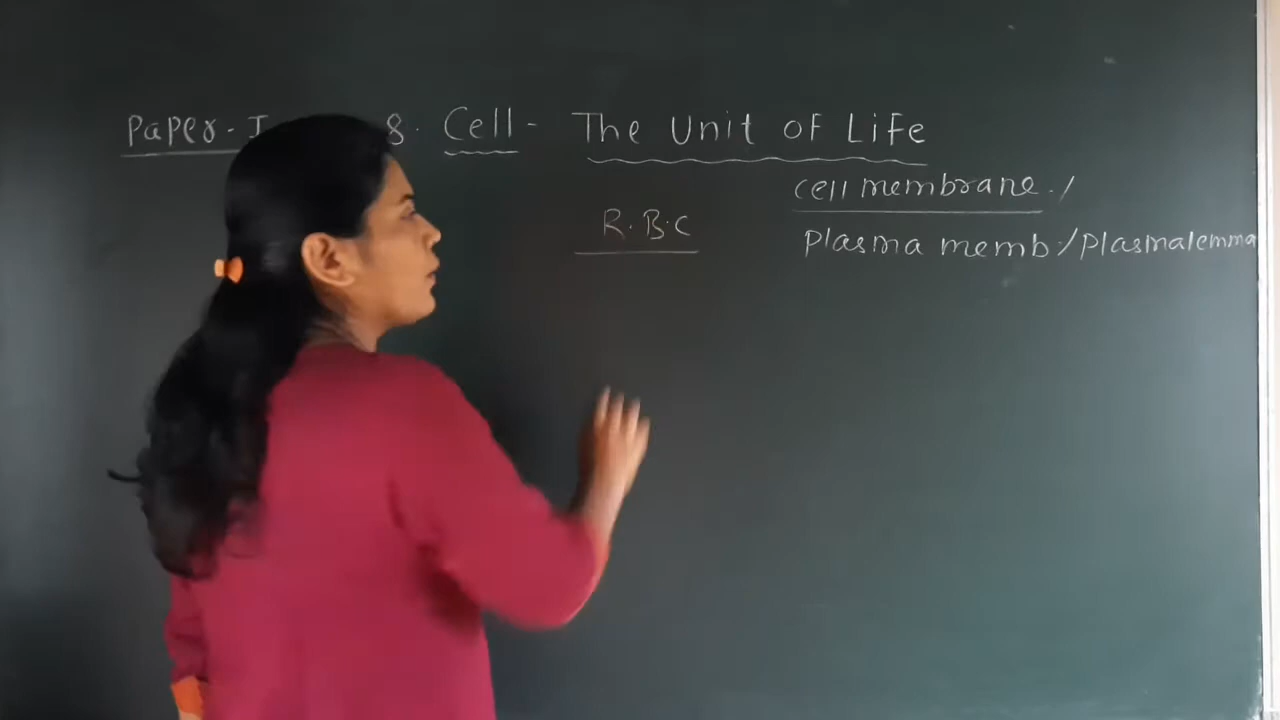 Paper-I 8. Cell- The Unit of Life
cell membrane. /
R.B.C
Plasma memb:/Plasmalemma